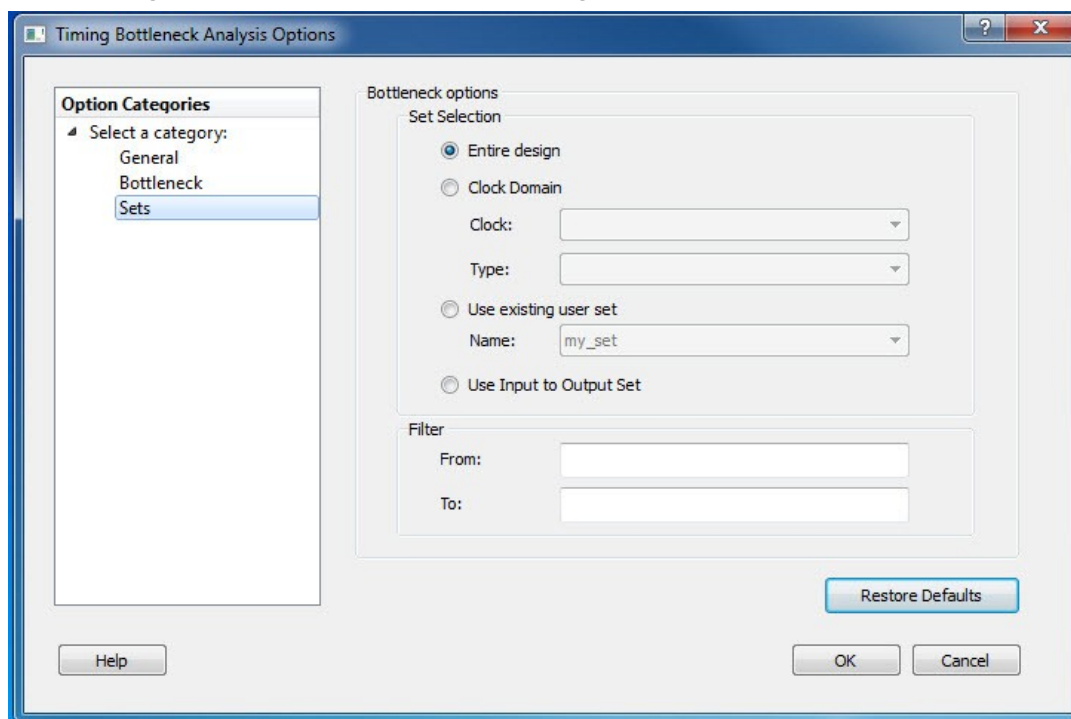 Timing Bottleneck Analysis Options
?
X
Option Categories
Select a category:
General
Bottleneck
Sets
Bottleneck options
Set Selection
Entire design
Clock Domain
Clock:
Type:
Use existing user set
Name: my_set
Use Input to Output Set
Filter
From:
To:
Restore Defaults
Help OK Cancel